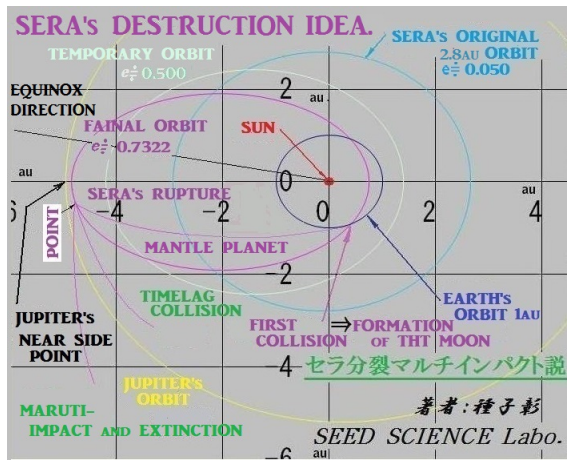 SERA's DESTRUCTION IDEA.
TEMPORARY ORBIT
e≑ 0.500
SERA's ORIGINAL
2.8AU ORBIT
e≑ 0.050
2
au
EQUINOX
DIRECTION
FAINAL ORBIT
e≑ 0.7322
SUN
au
0
au
SERA's RUPTURE
-4
-2
0
2
4
POINT
MANTLE PLANET
-2
TIMELAG
COLLISION
EARTH's
ORBIT 1AU
JUPITER's
NEAR SIDE
POINT
FIRST
COLLISION
⇒FORMATION
OF THT MOON
-4
セラ分裂マルチインパクト説
JUPITER's
ORBIT
MARUTI-
IMPACT AND EXTINCTION
著者:種子彰
SEED SCIENCE Labo.
au